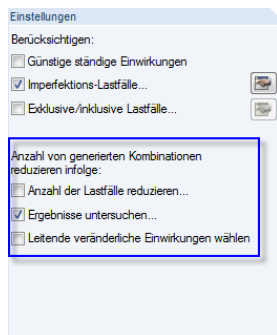 Einstellungen
Berücksichtigen:
Günstige ständige Einwirkungen
Imperfektions-Lastfälle...
Exklusive/inklusive Lastfälle...
Anzahl von generierten Kombinationen
reduzieren infolge:
Anzahl der Lastfälle reduzieren...
Ergebnisse untersuchen...
Leitende veränderliche Einwirkungen wählen